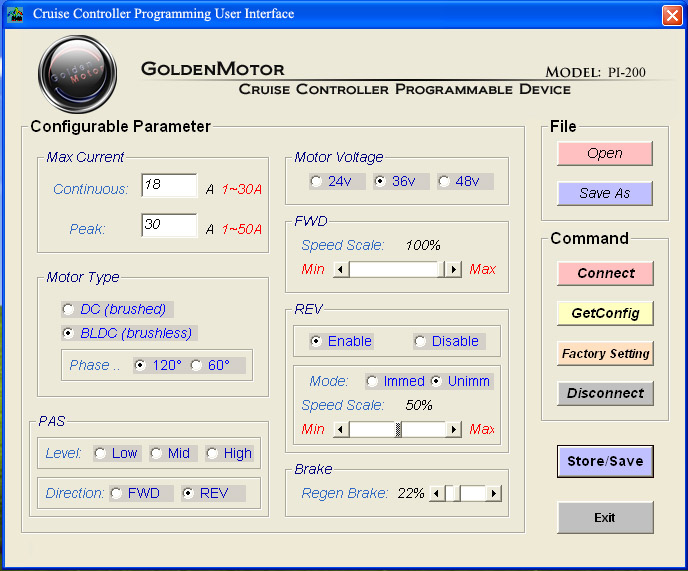 Cruise Controller Programming User Interface
Golden Motor
GOLDENMOTOR
MODEL: PI-200
CRUISE CONTROLLER PROGRAMMABLE DEVICE
Configurable Parameter
Max Current
Continuous: 18 A 1~30A
Peak: 30 A 1~50A
Motor Type
DC (brushed)
BLDC (brushless)
Phase .. 120° 60°
PAS
Level: Low Mid High
Direction: FWD REV
Motor Voltage
24v 36v 48v
FWD
Speed Scale: 100%
Min Max
REV
Enable Disable
Mode: Immed Unimm
Speed Scale: 50%
Min Max
Brake
Regen Brake: 22%
File
Open
Save As
Command
Connect
GetConfig
Factory Setting
Disconnect
Store/Save
Exit